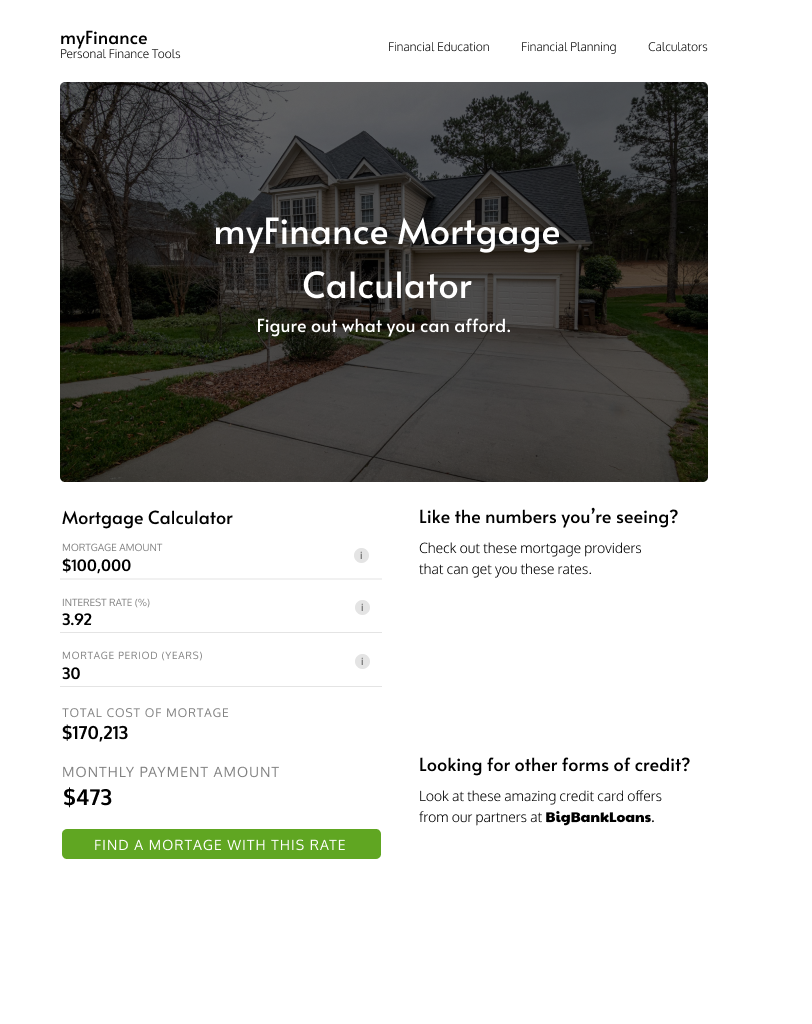 myFinance
Personal Finance Tools
Financial Education
Financial Planning
Calculators
myFinance Mortgage
Calculator
Figure out what you can afford.
Mortgage Calculator
MORTGAGE AMOUNT
i
$100,000
INTEREST RATE (%)
i
3.92
MORTAGE PERIOD (YEARS)
i
30
TOTAL COST OF MORTAGE
$170,213
MONTHLY PAYMENT AMOUNT
$473
FIND A MORTAGE WITH THIS RATE
Like the numbers you’re seeing?
Check out these mortgage providers
that can get you these rates.
Looking for other forms of credit?
Look at these amazing credit card offers
from our partners at BigBankLoans.